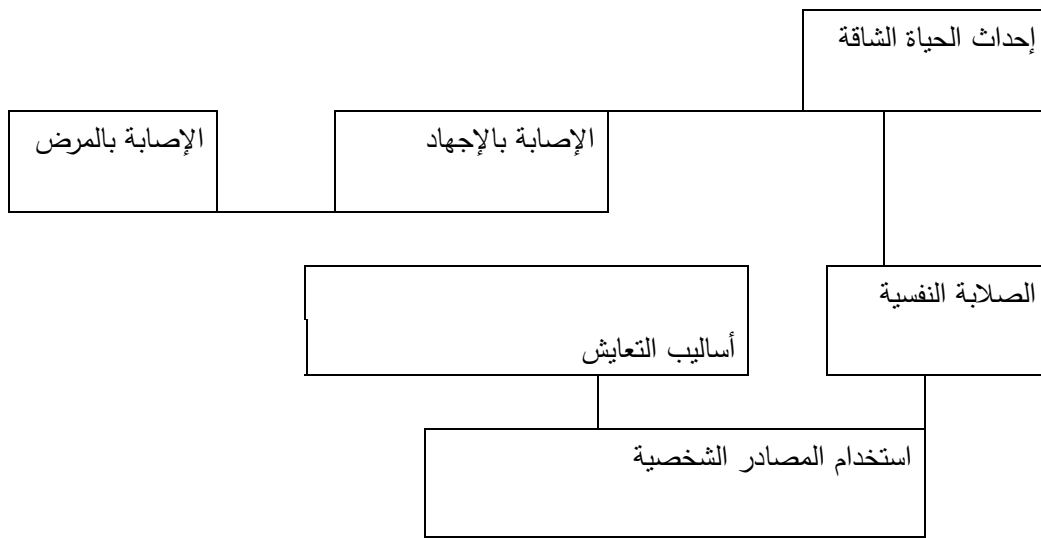 إحداث الحياة الشاقة
الإصابة بالإجهاد
الإصابة بالمرض
الصلابة النفسية
أساليب التعايش
استخدام المصادر الشخصية